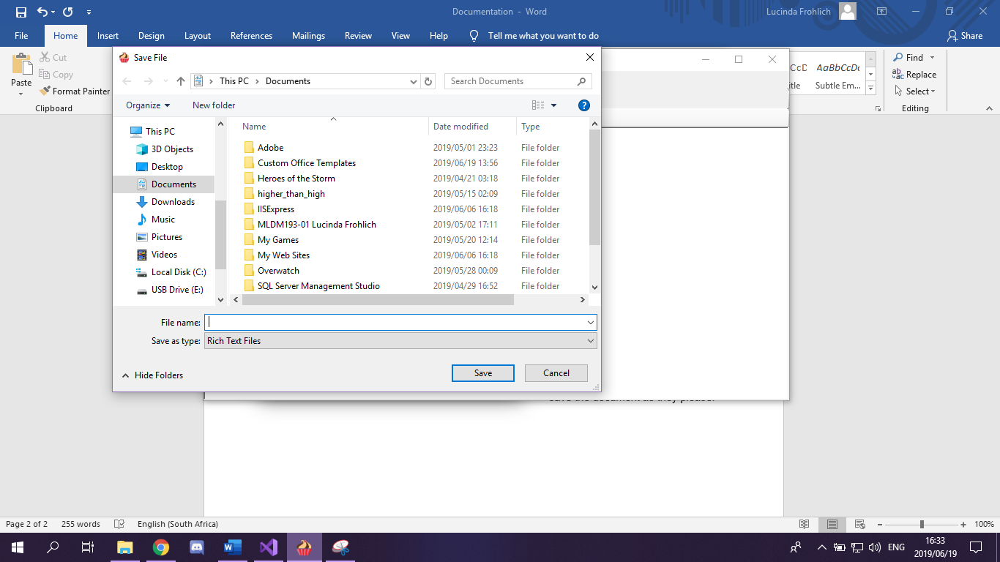 Documentation - Word
Lucinda Frohlich
File Home Insert Design Layout References Mailings Review View Help Tell me what you want to do Share
Paste
Cut
Copy
Format Painter
Clipboard
AaBbCcDc
Subtle Em...
Find
Replace
Select
Editing
Save File
This PC > Documents
Search Documents
Organize New folder
This PC
3D Objects
Desktop
Documents
Downloads
Music
Pictures
Videos
Local Disk (C:)
USB Drive (E:)
Name Date modified Type
Adobe 2019/05/01 23:23 File folder
Custom Office Templates 2019/06/19 13:56 File folder
Heroes of the Storm 2019/04/21 03:18 File folder
higher_than_high 2019/05/15 02:09 File folder
IISExpress 2019/06/06 16:18 File folder
MLDM193-01 Lucinda Frohlich 2019/05/02 17:11 File folder
My Games 2019/05/20 12:14 File folder
My Web Sites 2019/06/06 16:18 File folder
Overwatch 2019/05/28 00:09 File folder
SQL Server Management Studio 2019/04/29 16:52 File folder
File name:
Save as type: Rich Text Files
Hide Folders
Save Cancel
save the document as they please.
Page 2 of 2 255 words English (South Africa) 100%
ENG
16:33
2019/06/19